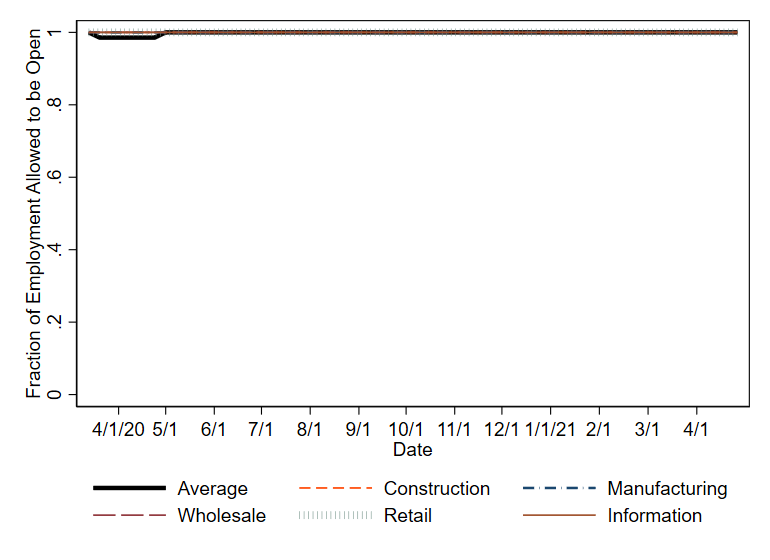 Fraction of Employment Allowed to be Open
1
.8
.6
.4
.2
0
4/1/20 5/1 6/1 7/1 8/1 9/1 10/1 11/1 12/1 1/1/21 2/1 3/1 4/1
Date
Average Construction Manufacturing
Wholesale Retail Information